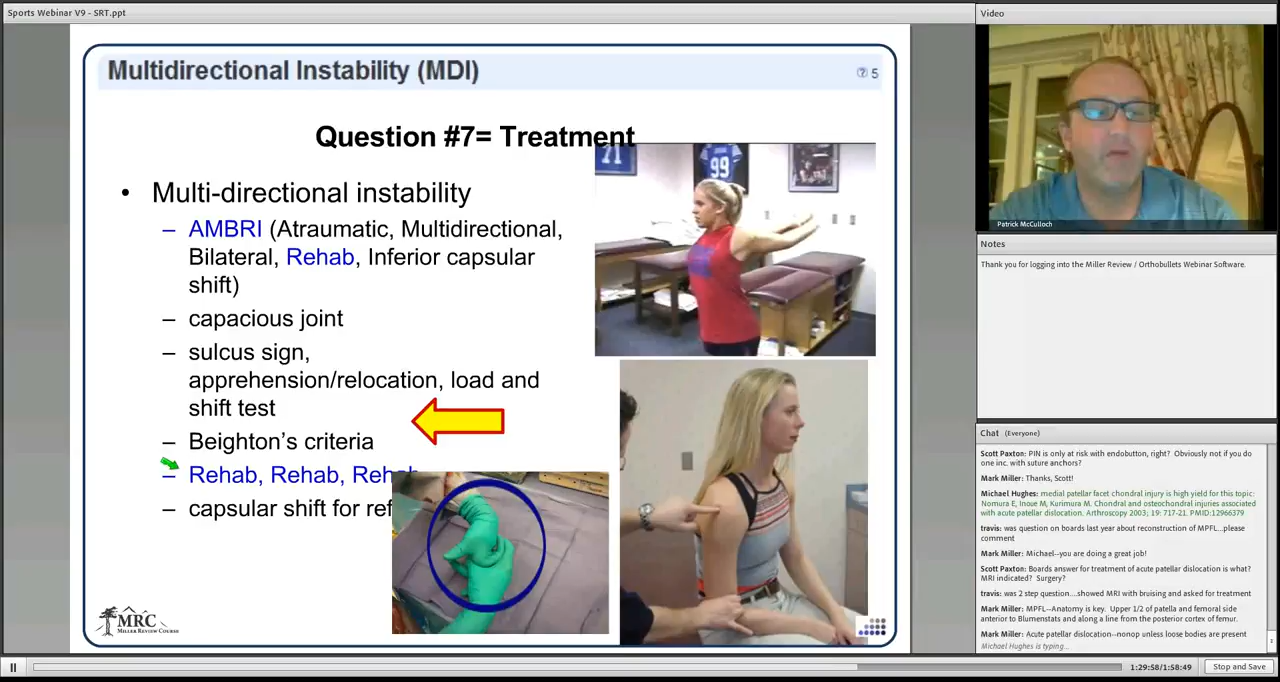 Sports Webinar V9 - SRT.ppt
Multidirectional Instability (MDI)
5
Question #7= Treatment
• Multi-directional instability
– AMBRI (Atraumatic, Multidirectional,
Bilateral, Rehab, Inferior capsular
shift)
– capacious joint
– sulcus sign,
apprehension/relocation, load and
shift test
– Beighton's criteria
– Rehab, Rehab, Rehab
– capsular shift for
71
99
MRC
MILLER REVIEW COURSE
Video
Patrick McCulloch
Notes
Thank you for logging into the Miller Review / Orthobullets Webinar Software.
Chat (Everyone)
Scott Paxton: PIN is only at risk with endobutton, right? Obviously not if you do
one inc. with suture anchors?
Mark Miller: Thanks, Scott!
Michael Hughes: medial patellar facet chondral injury is high yield for this topic:
Nomura E, Inoue M, Kurimura M. Chondral and osteochondral injuries associated
with acute patellar dislocation. Arthroscopy 2003; 19: 717-21. PMID:12966379
travis: was question on boards last year about reconstruction of MPFL...please
comment
Mark Miller: Michael--you are doing a great job!
Scott Paxton: Boards answer for treatment of acute patellar dislocation is what?
MRI indicated? Surgery?
travis: was 2 step question....showed MRI with bruising and asked for treatment
Mark Miller: MPFL--Anatomy is key. Upper 1/2 of patella and femoral side
anterior to Blumenstats and along a line from the posterior cortex of femur.
Mark Miller: Acute patellar dislocation--nonop unless loose bodies are present
Michael Hughes is typing...
1:29:58/1:58:49
Stop and Save